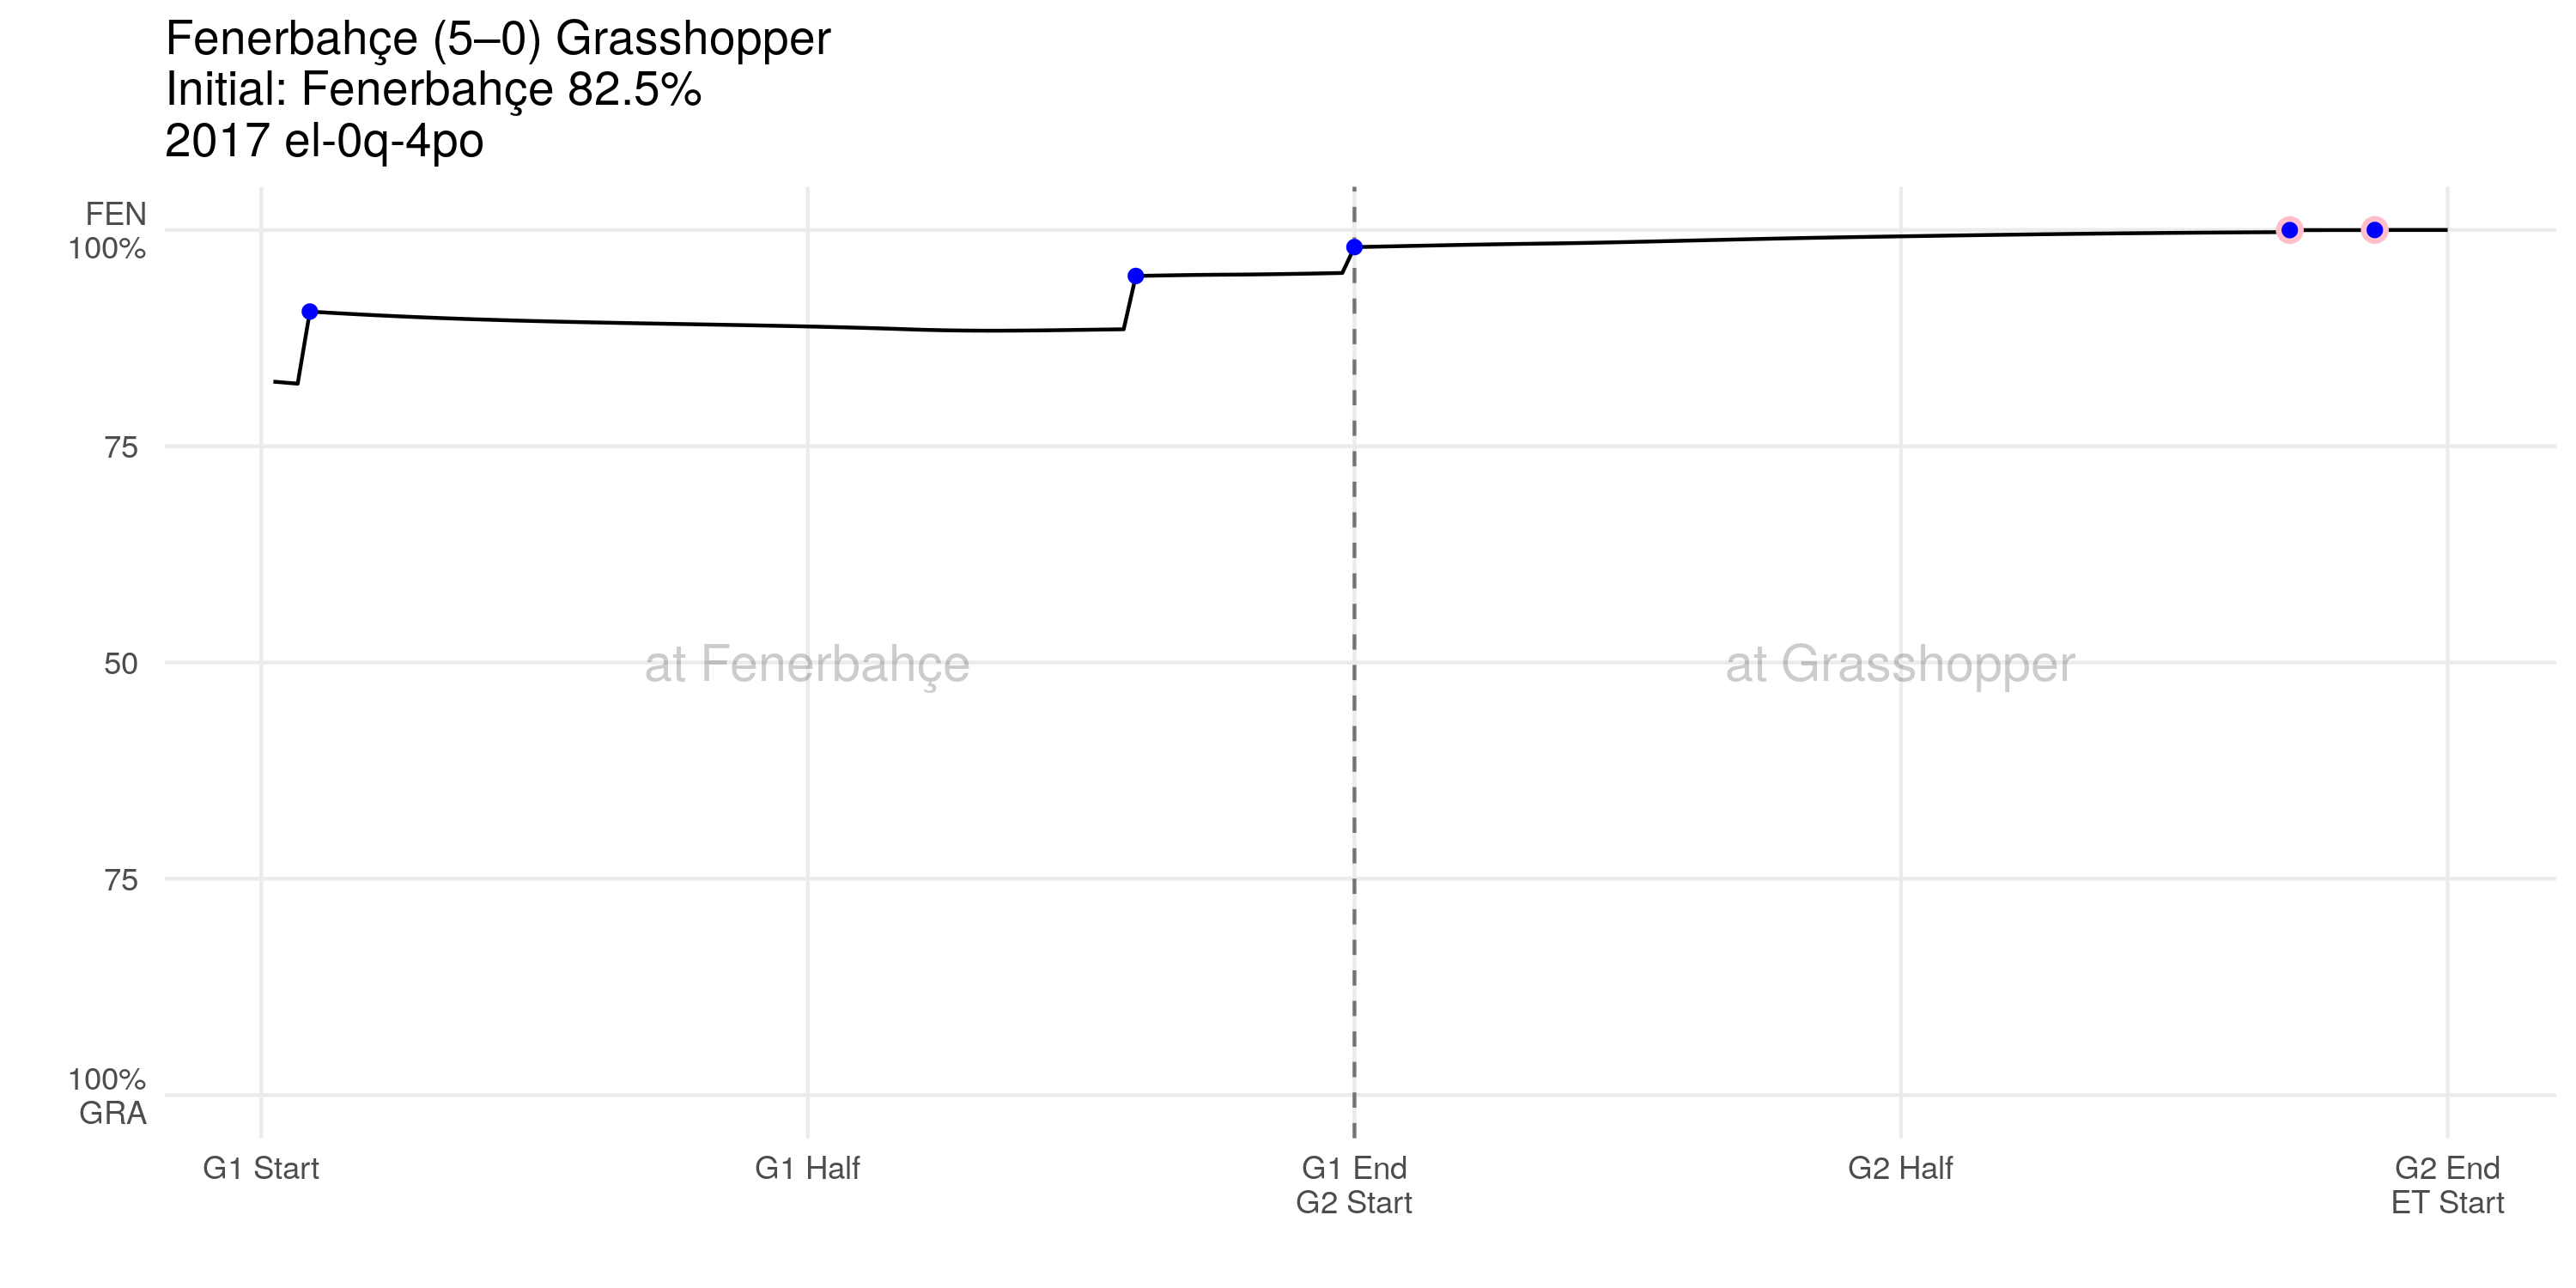 Fenerbahçe (5–0) Grasshopper
Initial: Fenerbahçe 82.5%
2017 el-0q-4po
FEN
100%
75
50
75
100%
GRA
at Fenerbahçe
at Grasshopper
G1 Start
G1 Half
G1 End
G2 Start
G2 Half
G2 End
ET Start